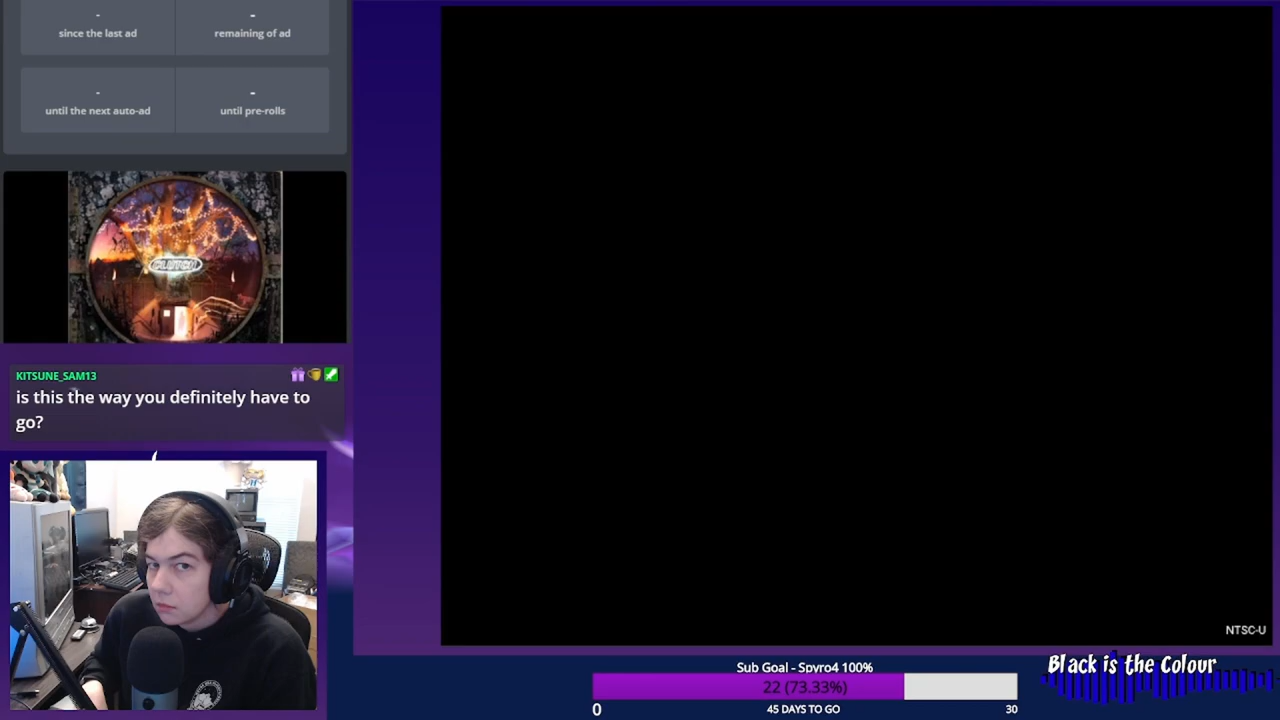 -
-
since the last ad
remaining of ad
-
-
until the next auto-ad
until pre-rolls
KITSUNE_SAM13
is this the way you definitely have to
go?
NTSC-U
Sub Goal - Spyro4 100%
22 (73.33%)
0
45 DAYS TO GO
30
Black is the Colour